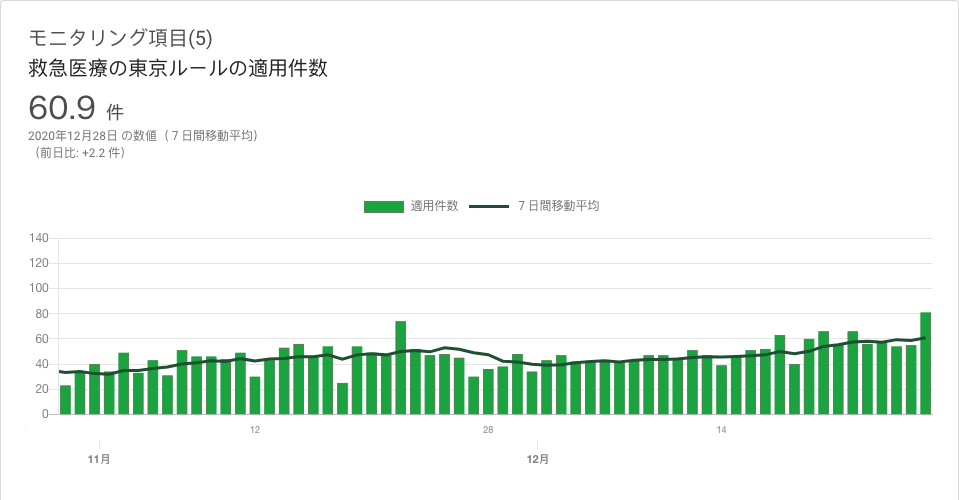 モニタリング項目(5)
救急医療の東京ルールの適用件数
60.9 件
2020年12月28日 の数値（７日間移動平均）
（前日比: +2.2 件）
適用件数 ７日間移動平均
140
120
100
80
60
40
20
0
12 28 14
11月 12月